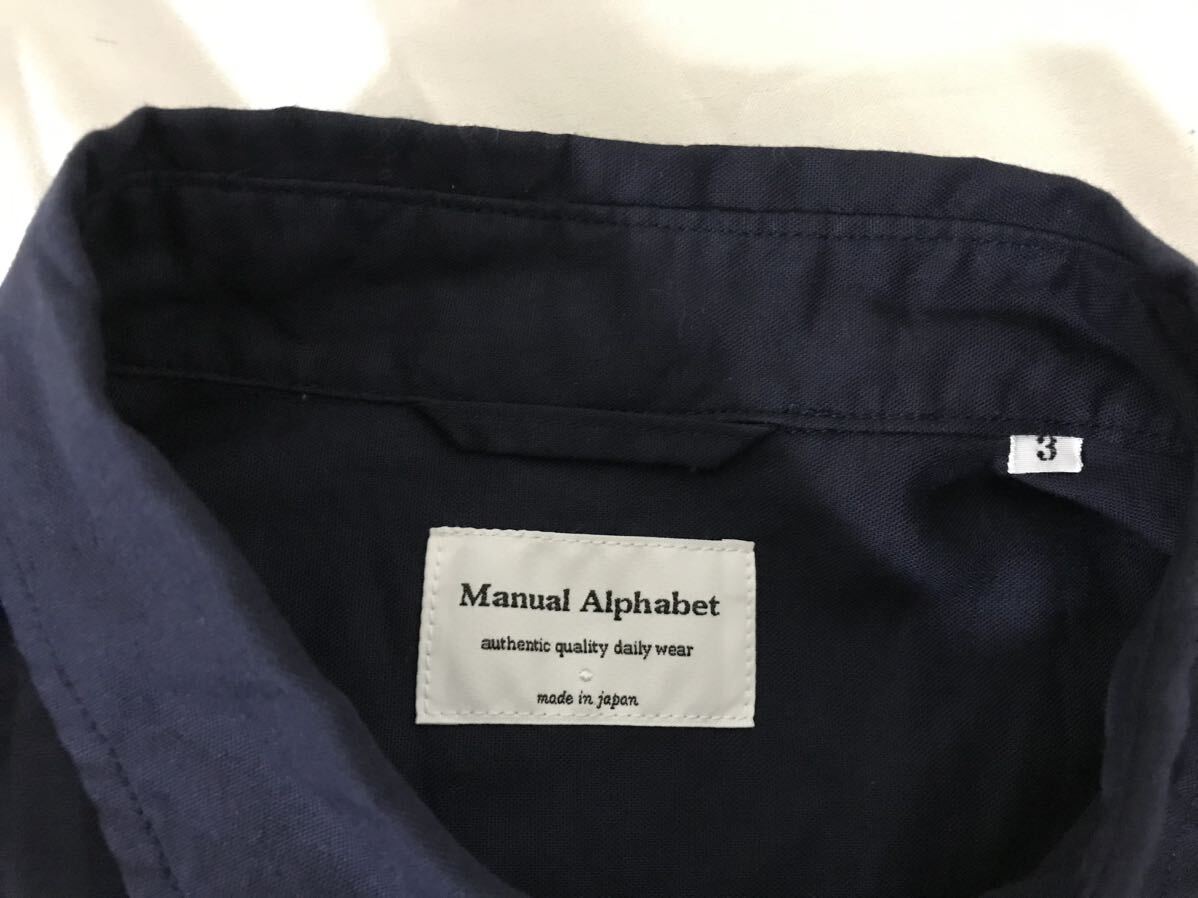 3
Manual Alphabet
authentic quality daily wear
made in japan